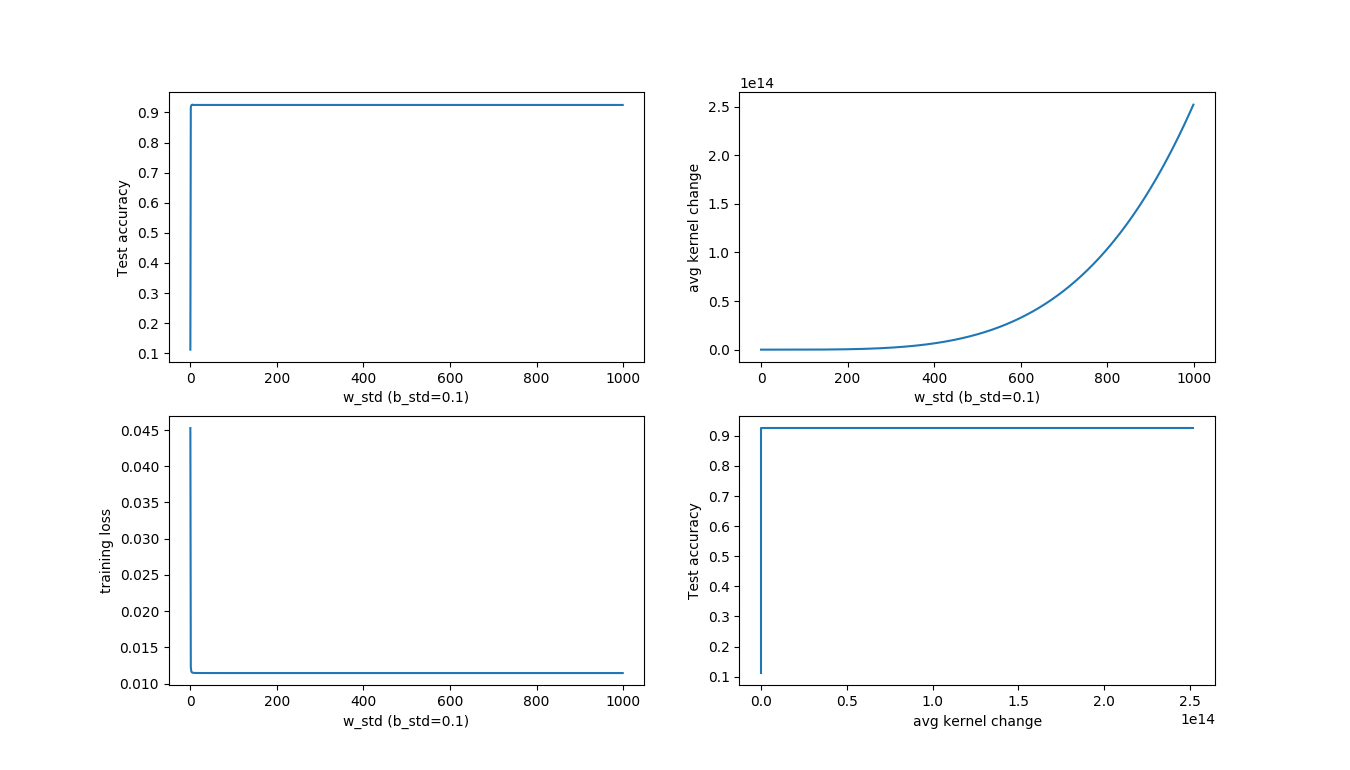 0.9
0.8
0.7
0.6
0.5
0.4
0.3
0.2
0.1
Test accuracy
0 200 400 600 800 1000
w_std (b_std=0.1)
1e14
2.5
2.0
1.5
1.0
0.5
0.0
avg kernel change
0 200 400 600 800 1000
w_std (b_std=0.1)
0.045
0.040
0.035
0.030
0.025
0.020
0.015
0.010
training loss
0 200 400 600 800 1000
w_std (b_std=0.1)
0.9
0.8
0.7
0.6
0.5
0.4
0.3
0.2
0.1
Test accuracy
0.0 0.5 1.0 1.5 2.0 2.5
1e14
avg kernel change